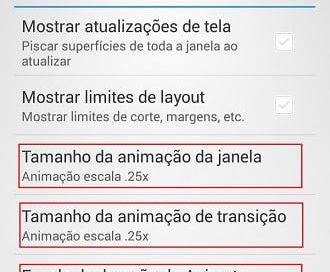 Mostrar atualizações de tela
Piscar superfícies de toda a janela ao
atualizar
Mostrar limites de layout
Mostrar limites de corte, margens, etc.
Tamanho da animação da janela
Animação escala .25x
Tamanho da animação de transição
Animação escala .25x